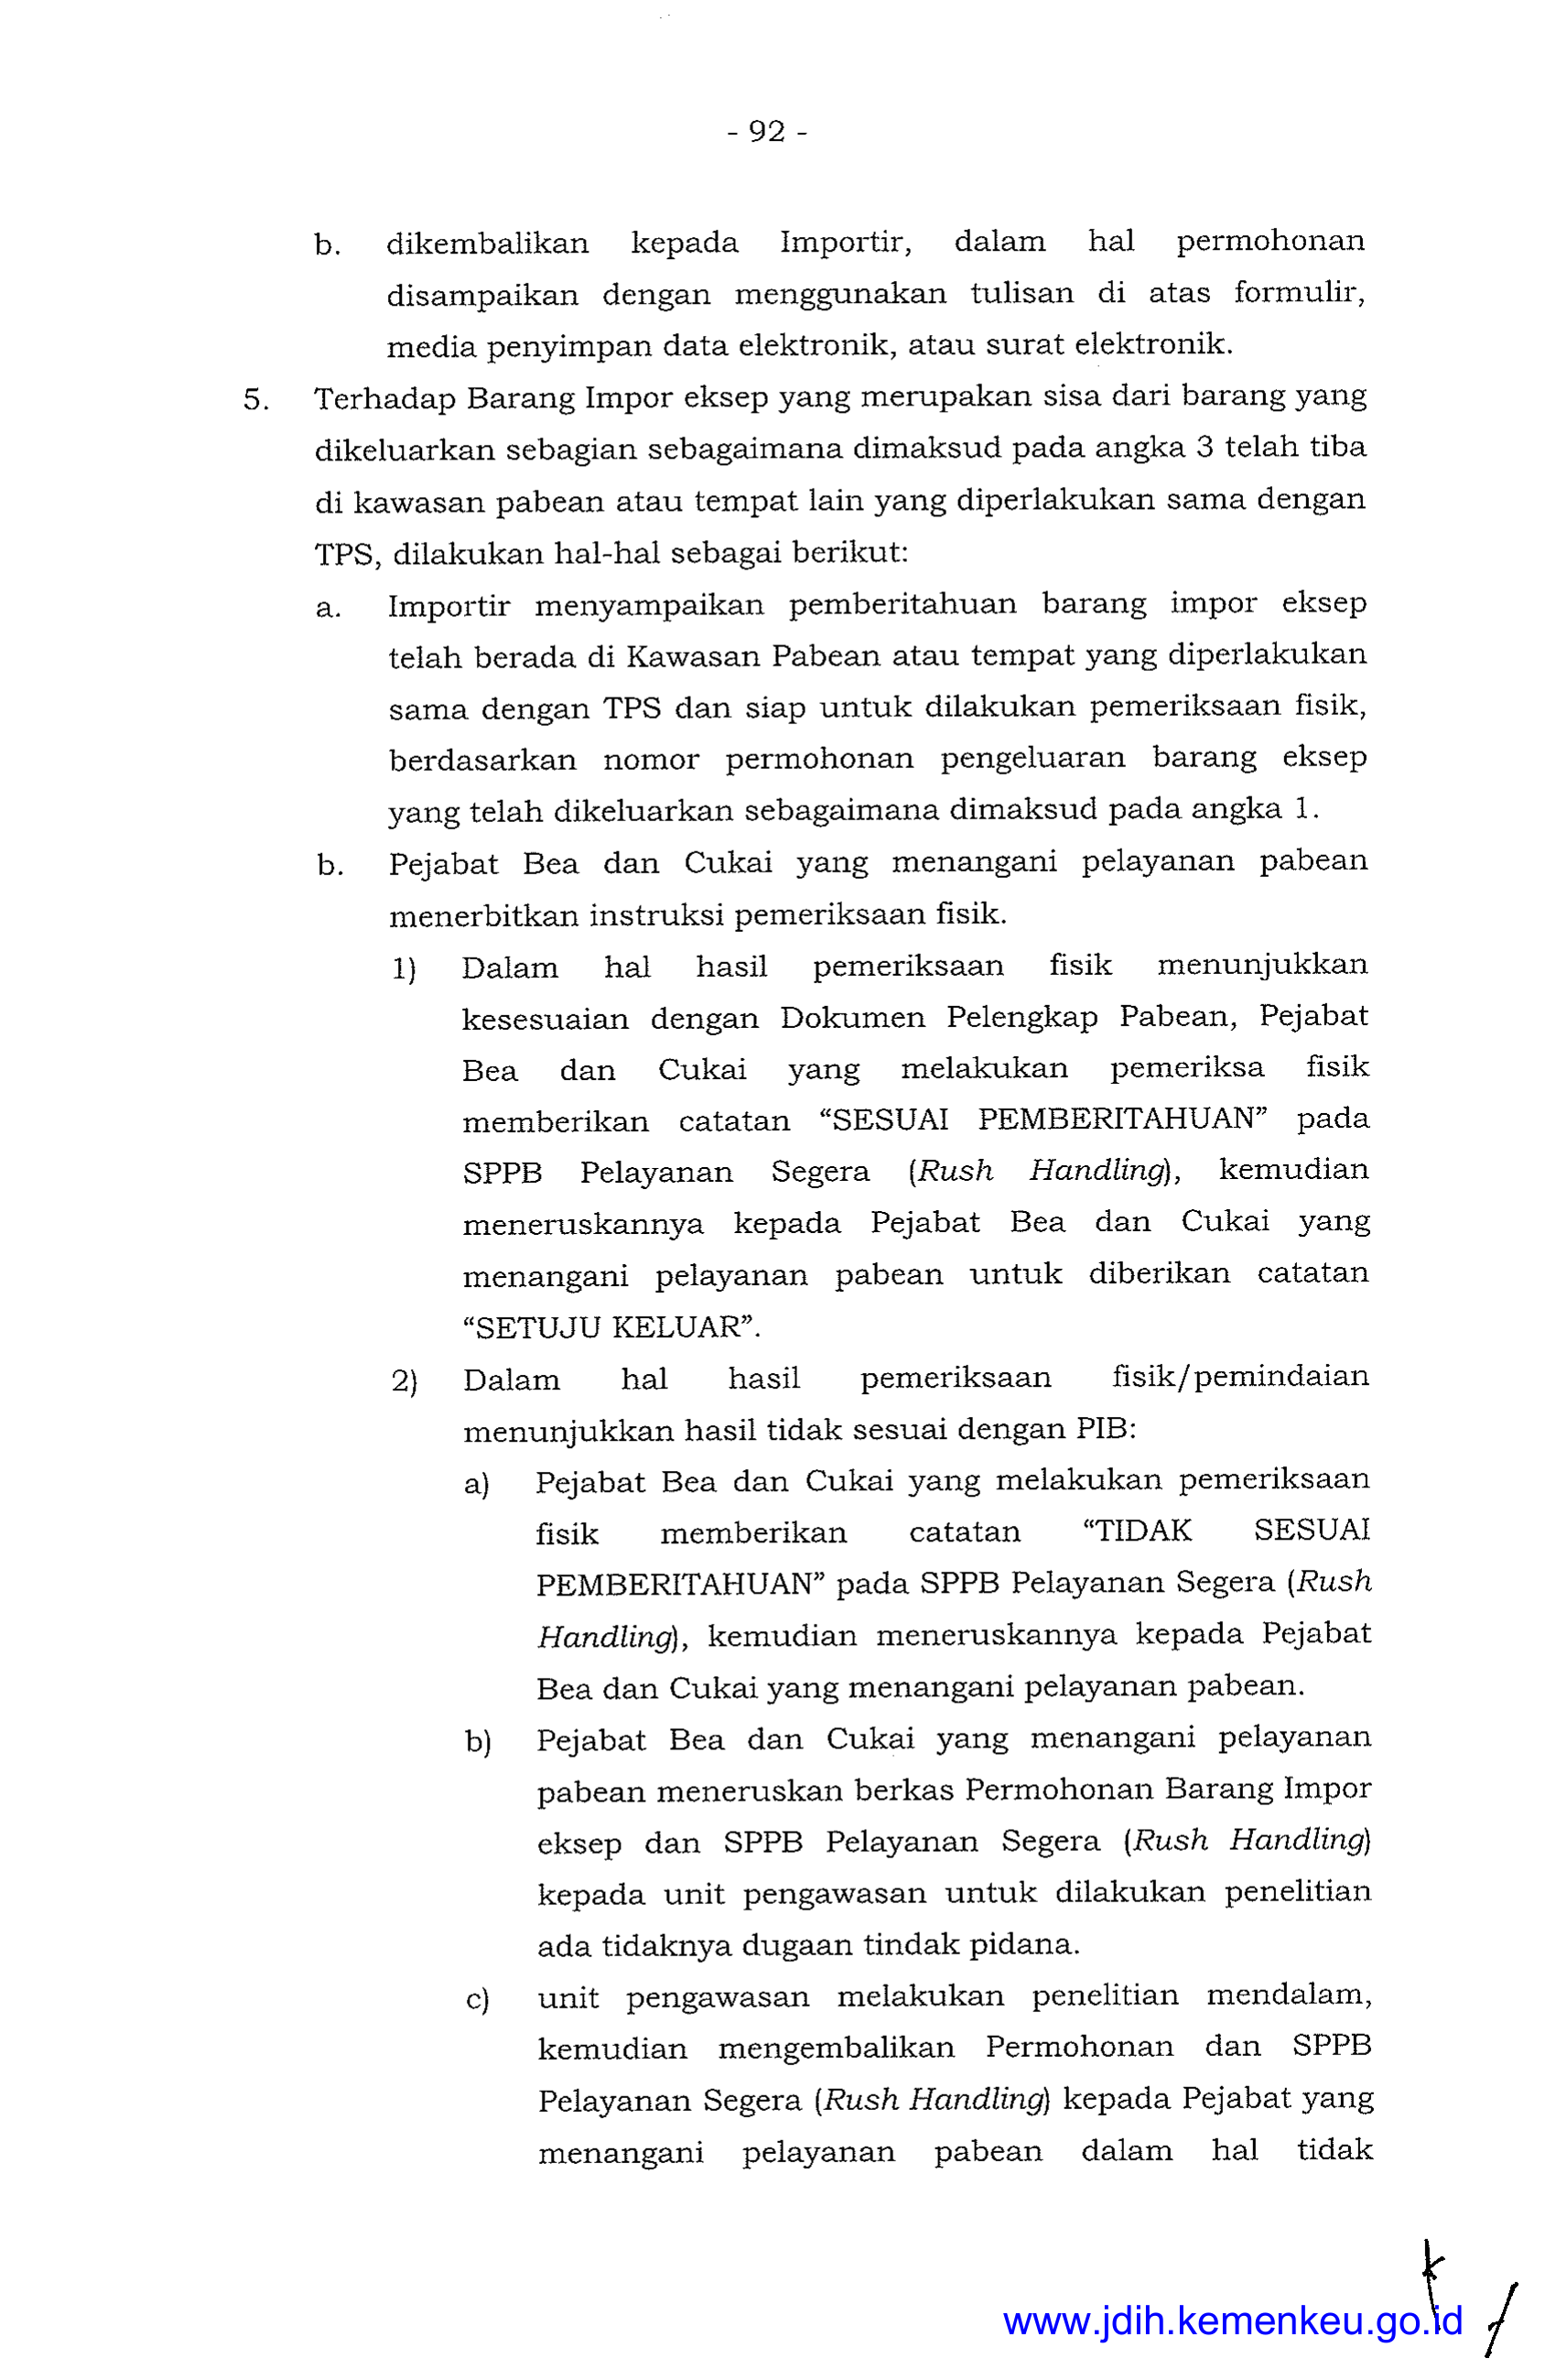 - 92 -
b. dikembalikan kepada Importir, dalam hal permohonan
disampaikan dengan menggunakan tulisan di atas formulir,
media penyimpan data elektronik, atau surat elektronik.
5. Terhadap Barang Impor eksep yang merupakan sisa dari barang yang
dikeluarkan sebagian sebagaimana dimaksud pada angka 3 telah tiba
di kawasan pabean atau tempat lain yang diperlakukan sama dengan
TPS, dilakukan hal-hal sebagai berikut:
a. Importir menyampaikan pemberitahuan barang impor eksep
telah berada di Kawasan Pabean atau tempat yang diperlakukan
sama dengan TPS dan siap untuk dilakukan pemeriksaan fisik,
berdasarkan nomor permohonan pengeluaran barang eksep
yang telah dikeluarkan sebagaimana dimaksud pada angka 1.
b. Pejabat Bea dan Cukai yang menangani pelayanan pabean
menerbitkan instruksi pemeriksaan fisik.
1) Dalam hal hasil pemeriksaan fisik menunjukkan
kesesuaian dengan Dokumen Pelengkap Pabean, Pejabat
Bea dan Cukai yang melakukan pemeriksa fisik
memberikan catatan “SESUAI PEMBERITAHUAN” pada
SPPB Pelayanan Segera (Rush Handling), kemudian
meneruskannya kepada Pejabat Bea dan Cukai yang
menangani pelayanan pabean untuk diberikan catatan
“SETUJU KELUAR”.
2) Dalam hal hasil pemeriksaan fisik/pemindaian
menunjukkan hasil tidak sesuai dengan PIB:
a) Pejabat Bea dan Cukai yang melakukan pemeriksaan
fisik memberikan catatan “TIDAK SESUAI
PEMBERITAHUAN” pada SPPB Pelayanan Segera (Rush
Handling), kemudian meneruskannya kepada Pejabat
Bea dan Cukai yang menangani pelayanan pabean.
b) Pejabat Bea dan Cukai yang menangani pelayanan
pabean meneruskan berkas Permohonan Barang Impor
eksep dan SPPB Pelayanan Segera (Rush Handling)
kepada unit pengawasan untuk dilakukan penelitian
ada tidaknya dugaan tindak pidana.
c) unit pengawasan melakukan penelitian mendalam,
kemudian mengembalikan Permohonan dan SPPB
Pelayanan Segera (Rush Handling) kepada Pejabat yang
menangani pelayanan pabean dalam hal tidak
www.jdih.kemenkeu.go.id